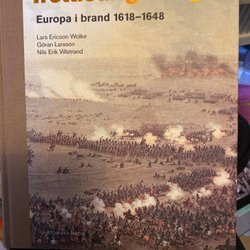 Europa i brand 1618–1648
Lars Ericson Wolke
Göran Larsson
Nils Erik Villstrand